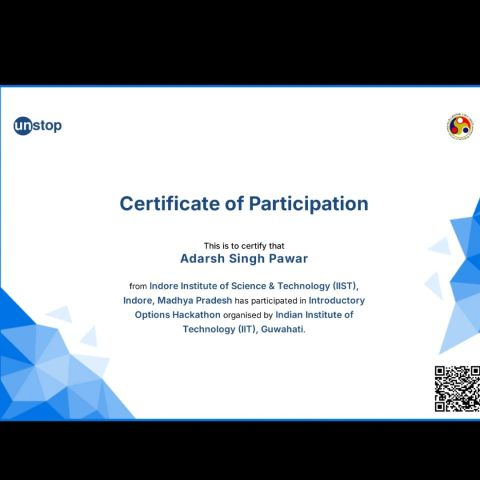 unstop
Certificate of Participation
This is to certify that
Adarsh Singh Pawar
from Indore Institute of Science & Technology (IIST),
Indore, Madhya Pradesh has participated in Introductory
Options Hackathon organised by Indian Institute of
Technology (IIT), Guwahati.